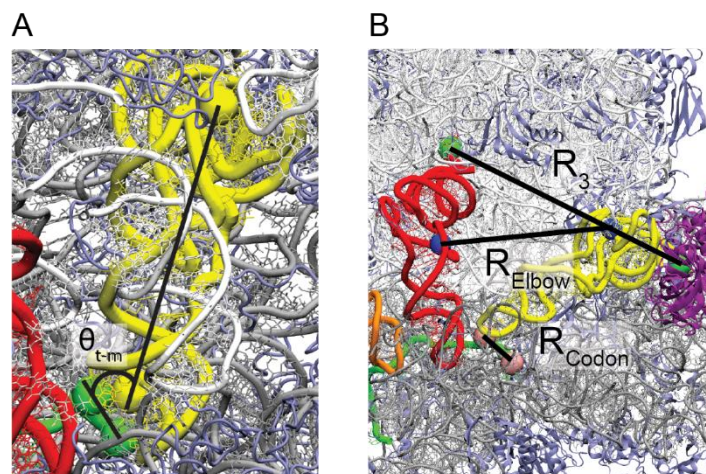 A
B
θt-m
R3
RElbow
RCodon